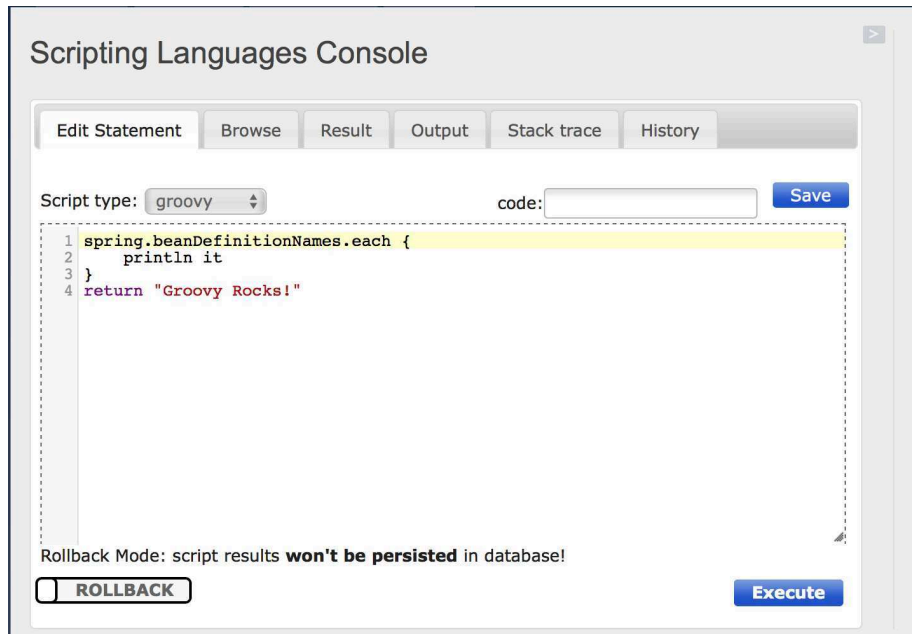 >
Scripting Languages Console
Edit Statement Browse Result Output Stack trace History
Script type: groovy code: Save
1 spring.beanDefinitionNames.each {
2     println it
3 }
4 return "Groovy Rocks!"
Rollback Mode: script results won't be persisted in database!
ROLLBACK Execute